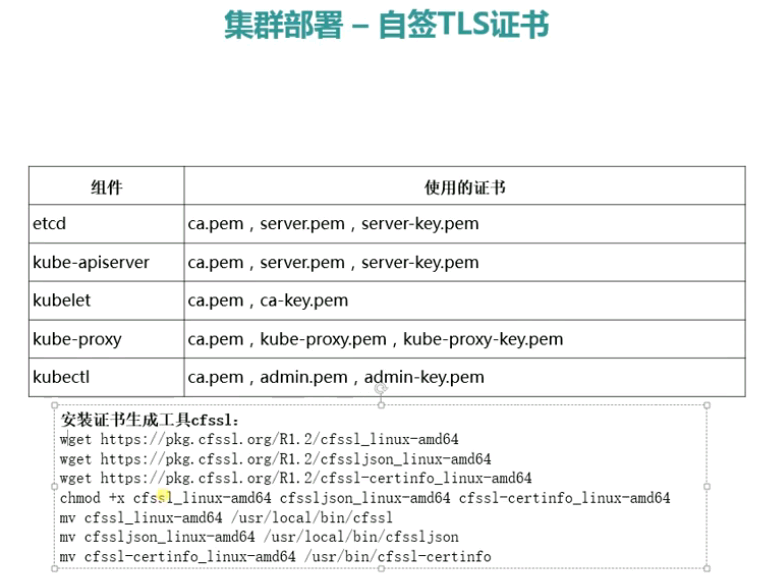 集群部署 – 自签TLS证书
组件 使用的证书
etcd ca.pem，server.pem，server-key.pem
kube-apiserver ca.pem，server.pem，server-key.pem
kubelet ca.pem，ca-key.pem
kube-proxy ca.pem，kube-proxy.pem，kube-proxy-key.pem
kubectl ca.pem，admin.pem，admin-key.pem
安装证书生成工具cfssl：
wget https://pkg.cfssl.org/R1.2/cfssl_linux-amd64
wget https://pkg.cfssl.org/R1.2/cfssljson_linux-amd64
wget https://pkg.cfssl.org/R1.2/cfssl-certinfo_linux-amd64
chmod +x cfssl_linux-amd64 cfssljson_linux-amd64 cfssl-certinfo_linux-amd64
mv cfssl_linux-amd64 /usr/local/bin/cfssl
mv cfssljson_linux-amd64 /usr/local/bin/cfssljson
mv cfssl-certinfo_linux-amd64 /usr/bin/cfssl-certinfo